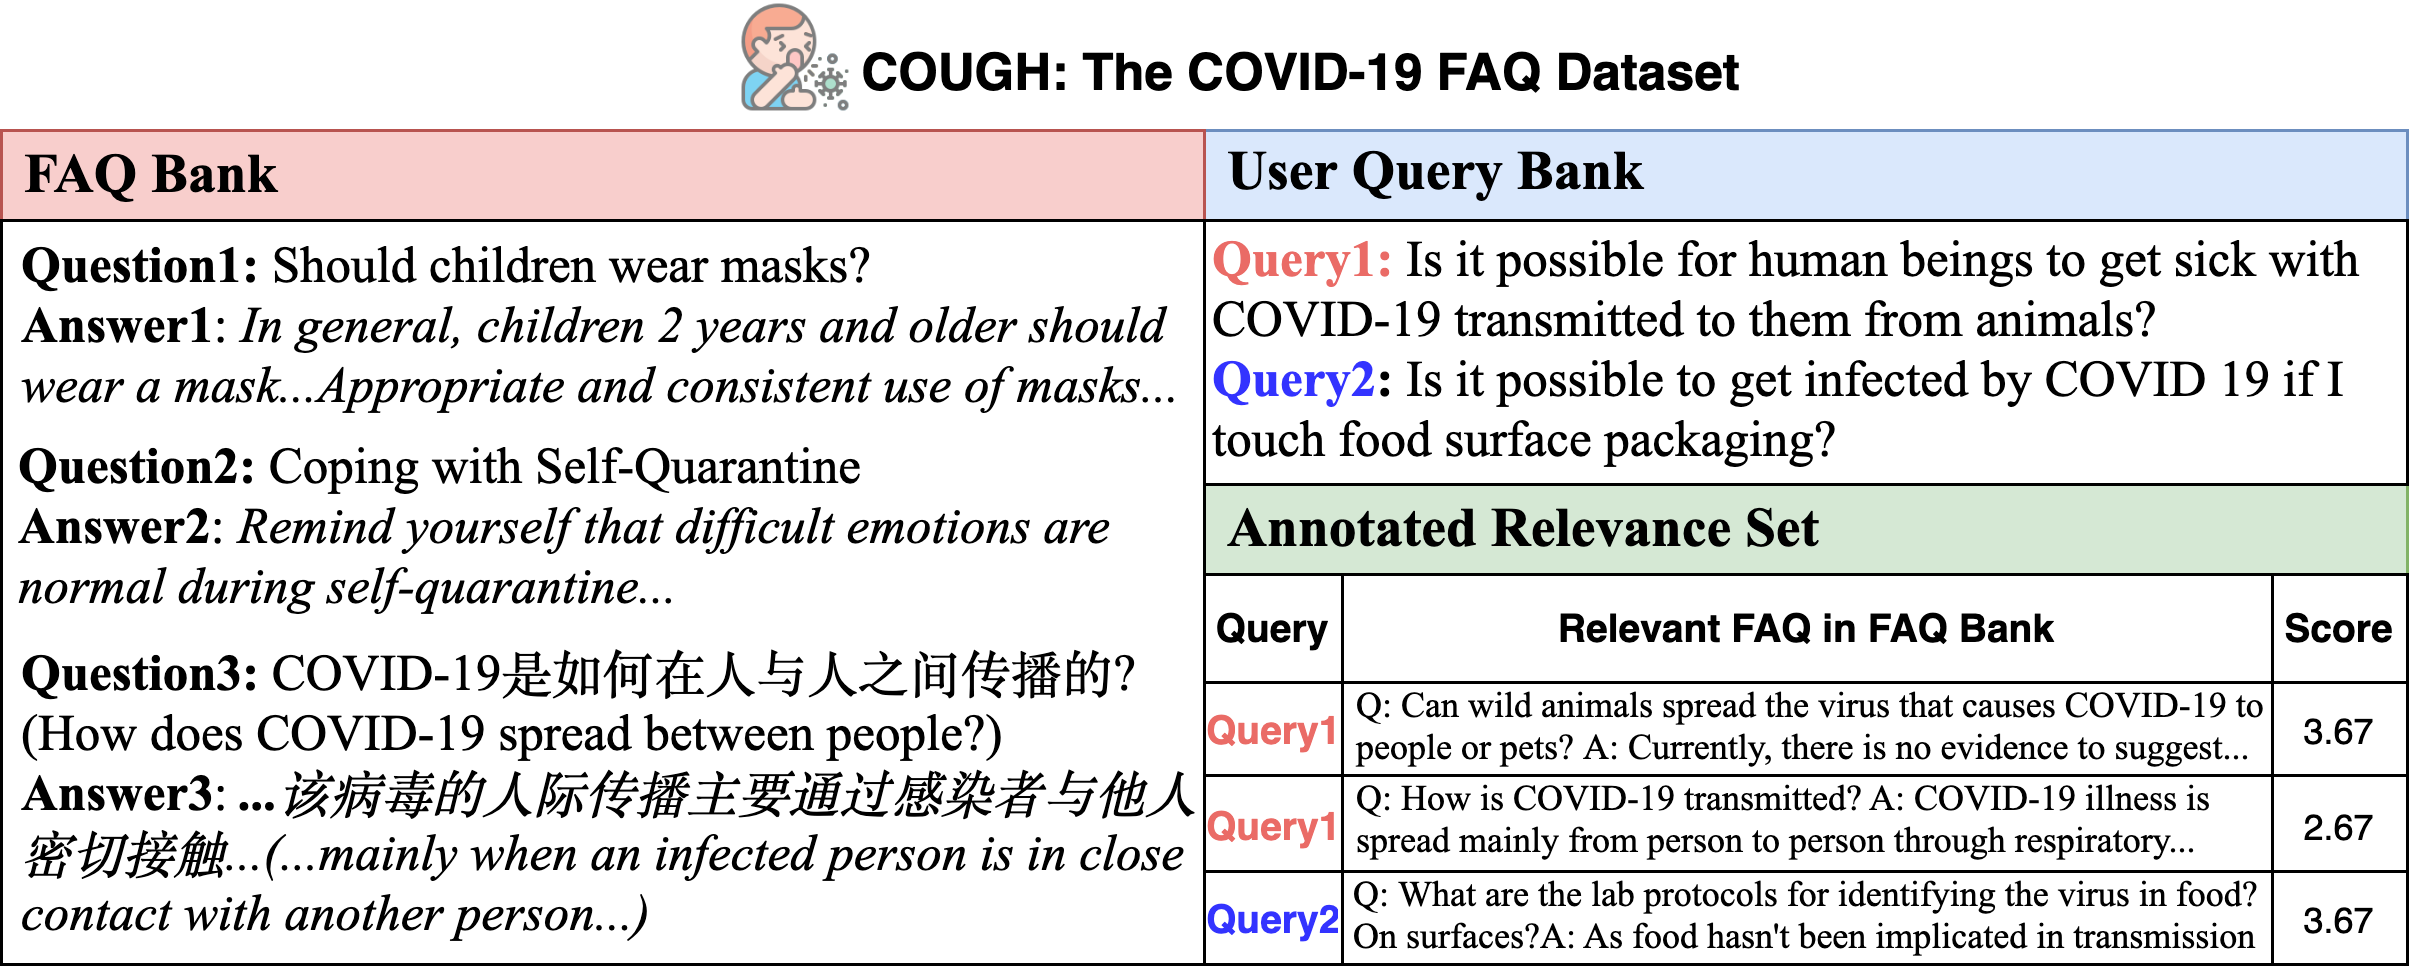 COUGH: The COVID-19 FAQ Dataset
FAQ Bank
Question1: Should children wear masks?
Answer1: In general, children 2 years and older should
wear a mask...Appropriate and consistent use of masks...
Question2: Coping with Self-Quarantine
Answer2: Remind yourself that difficult emotions are
normal during self-quarantine...
Question3: COVID-19是如何在人与人之间传播的?
(How does COVID-19 spread between people?)
Answer3: ...该病毒的人际传播主要通过感染者与他人
密切接触...(...mainly when an infected person is in close
contact with another person...)
User Query Bank
Query1: Is it possible for human beings to get sick with
COVID-19 transmitted to them from animals?
Query2: Is it possible to get infected by COVID 19 if I
touch food surface packaging?
Annotated Relevance Set
Query Relevant FAQ in FAQ Bank Score
Query1 Q: Can wild animals spread the virus that causes COVID-19 to
people or pets? A: Currently, there is no evidence to suggest...
3.67
Query1 Q: How is COVID-19 transmitted? A: COVID-19 illness is
spread mainly from person to person through respiratory...
2.67
Query2 Q: What are the lab protocols for identifying the virus in food?
On surfaces?A: As food hasn't been implicated in transmission
3.67